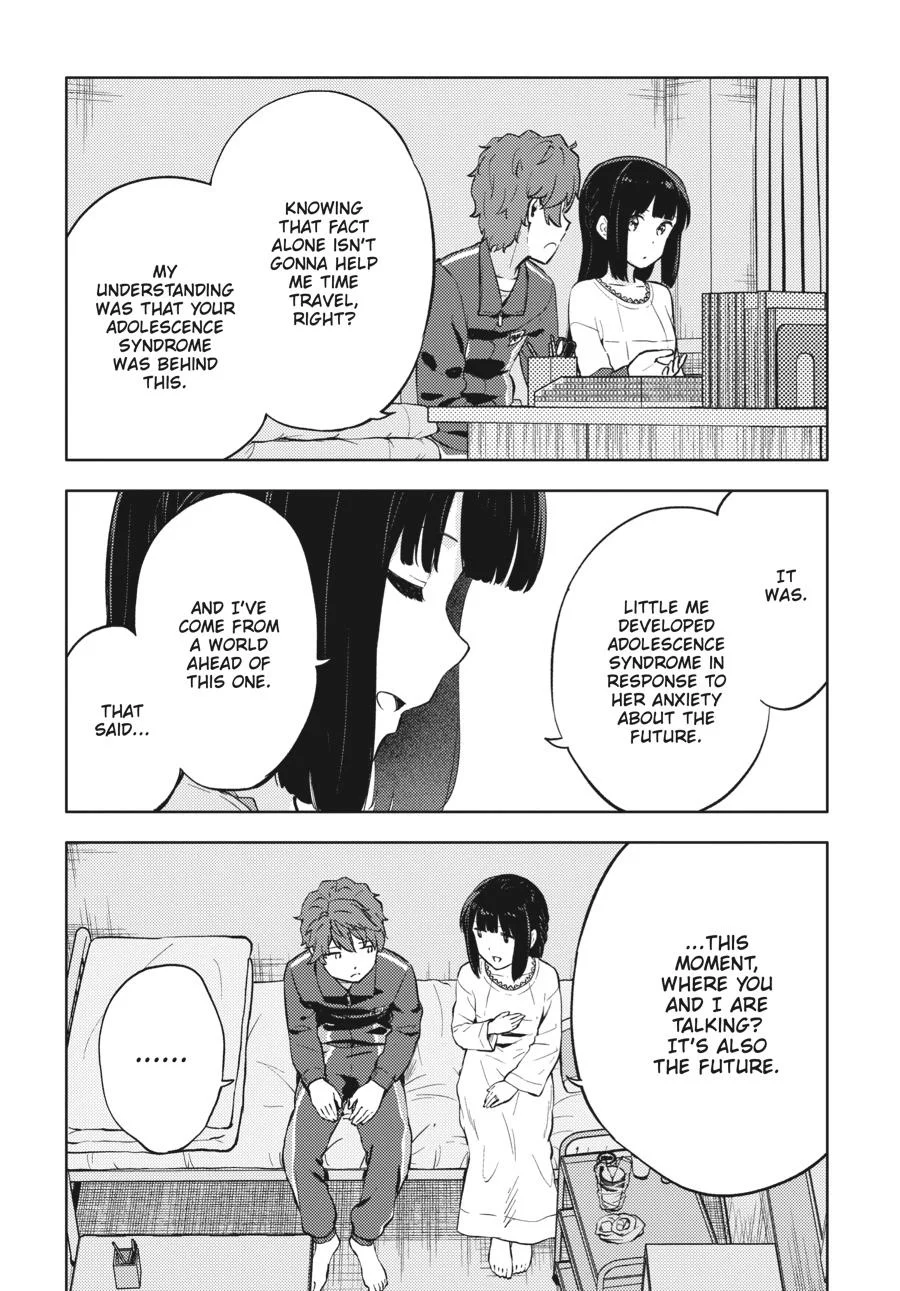 KNOWING
THAT FACT
ALONE ISN'T
GONNA HELP
ME TIME
TRAVEL,
RIGHT?
MY
UNDERSTANDING
WAS THAT YOUR
ADOLESCENCE
SYNDROME
WAS BEHIND
THIS.
IT
WAS.
LITTLE ME
DEVELOPED
ADOLESCENCE
SYNDROME IN
RESPONSE TO
HER ANXIETY
ABOUT THE
FUTURE.
AND I'VE
COME FROM
A WORLD
AHEAD OF
THIS ONE.
THAT
SAID...
...THIS
MOMENT,
WHERE YOU
AND I ARE
TALKING?
IT'S ALSO
THE FUTURE.
......